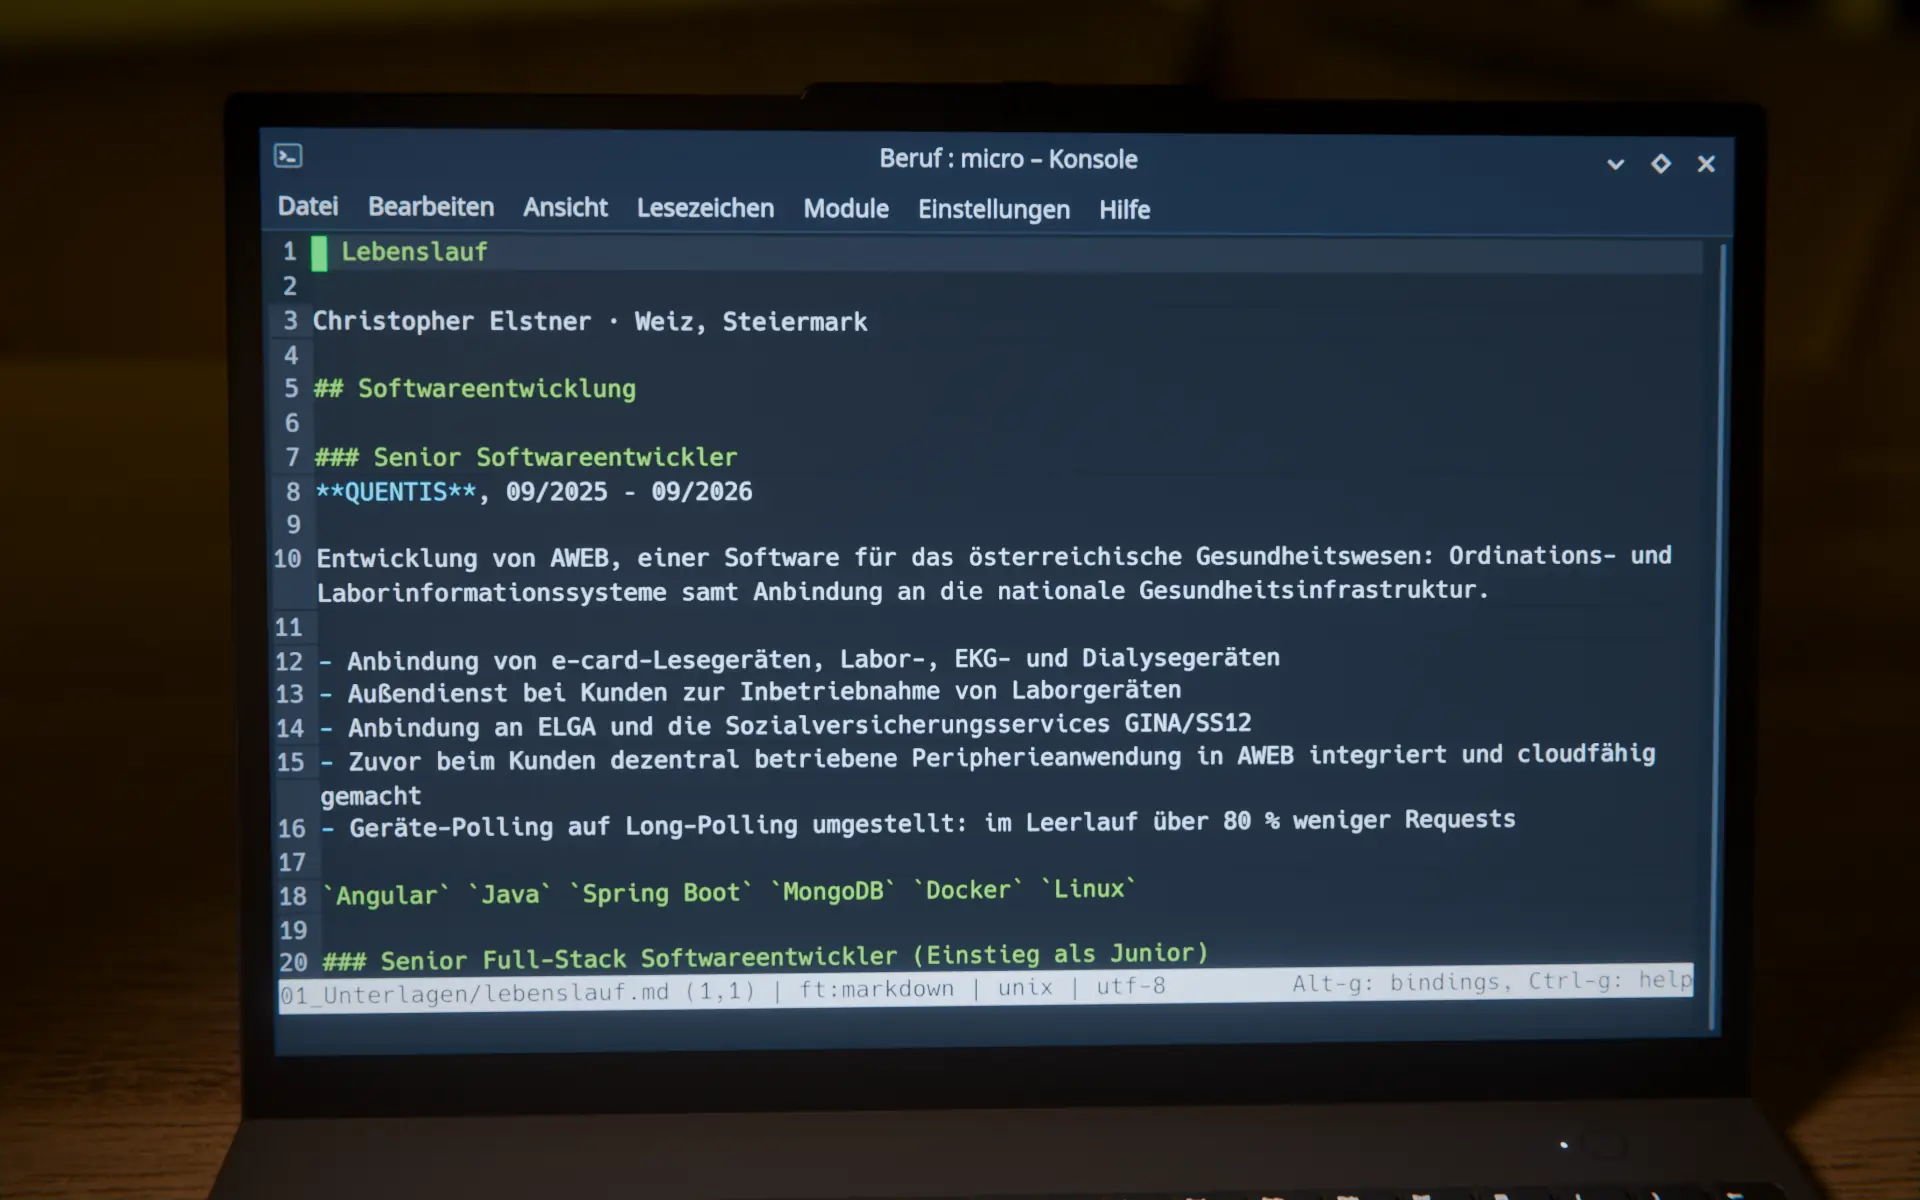 Beruf : micro – Konsole
Datei Bearbeiten Ansicht Lesezeichen Module Einstellungen Hilfe
1 Lebenslauf
2
3 Christopher Elstner · Weiz, Steiermark
4
5 ## Softwareentwicklung
6
7 ### Senior Softwareentwickler
8 **QUENTIS**, 09/2025 - 09/2026
9
10 Entwicklung von AWEB, einer Software für das österreichische Gesundheitswesen: Ordinations- und
Laborinformationssysteme samt Anbindung an die nationale Gesundheitsinfrastruktur.
11
12 - Anbindung von e-card-Lesegeräten, Labor-, EKG- und Dialysegeräten
13 - Außendienst bei Kunden zur Inbetriebnahme von Laborgeräten
14 - Anbindung an ELGA und die Sozialversicherungsservices GINA/SS12
15 - Zuvor beim Kunden dezentral betriebene Peripherieanwendung in AWEB integriert und cloudfähig
gemacht
16 - Geräte-Polling auf Long-Polling umgestellt: im Leerlauf über 80 % weniger Requests
17
18 `Angular` `Java` `Spring Boot` `MongoDB` `Docker` `Linux`
19
20 ### Senior Full-Stack Softwareentwickler (Einstieg als Junior)
01_Unterlagen/lebenslauf.md (1,1) | ft:markdown | unix | utf-8 Alt-g: bindings, Ctrl-g: help